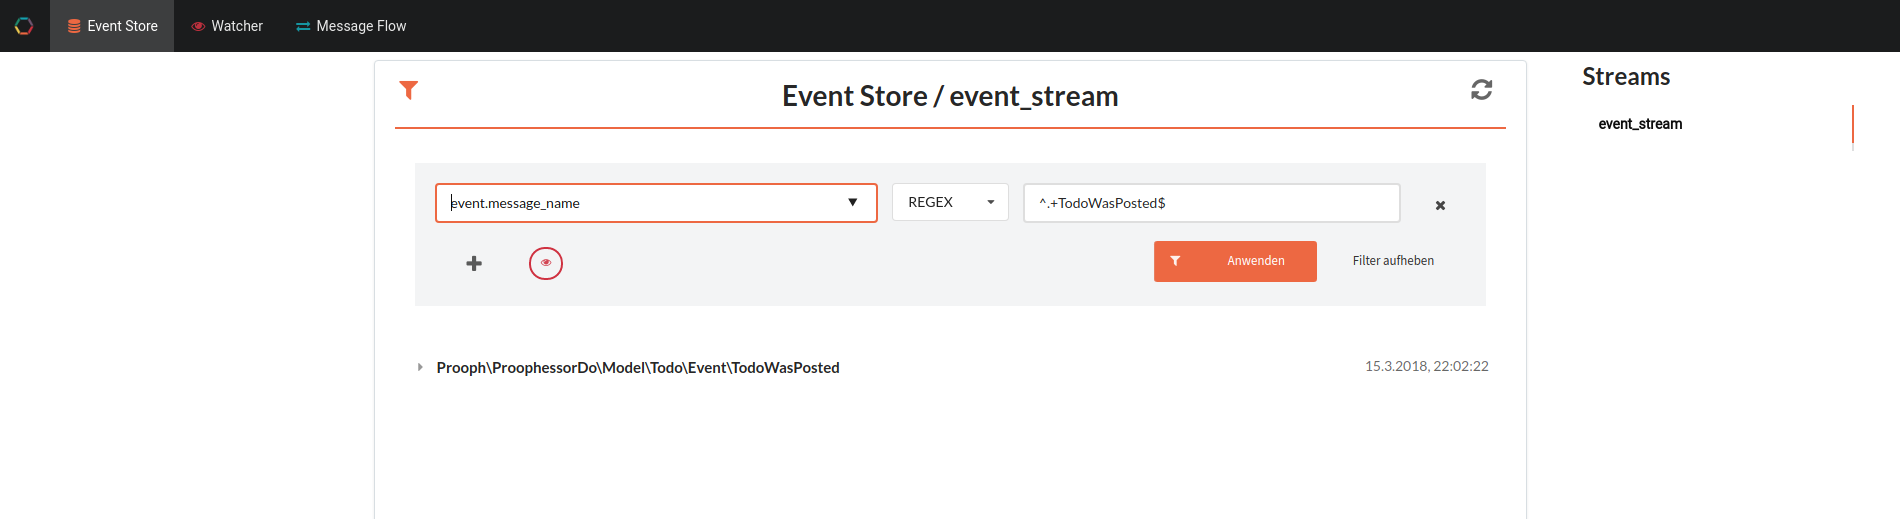 Event Store Watcher Message Flow
Event Store / event_stream
Streams
event_stream
event.message_name REGEX ^.+TodoWasPosted$
Anwenden Filter aufheben
Prooph\ProophessorDo\Model\Todo\Event\TodoWasPosted 15.3.2018, 22:02:22